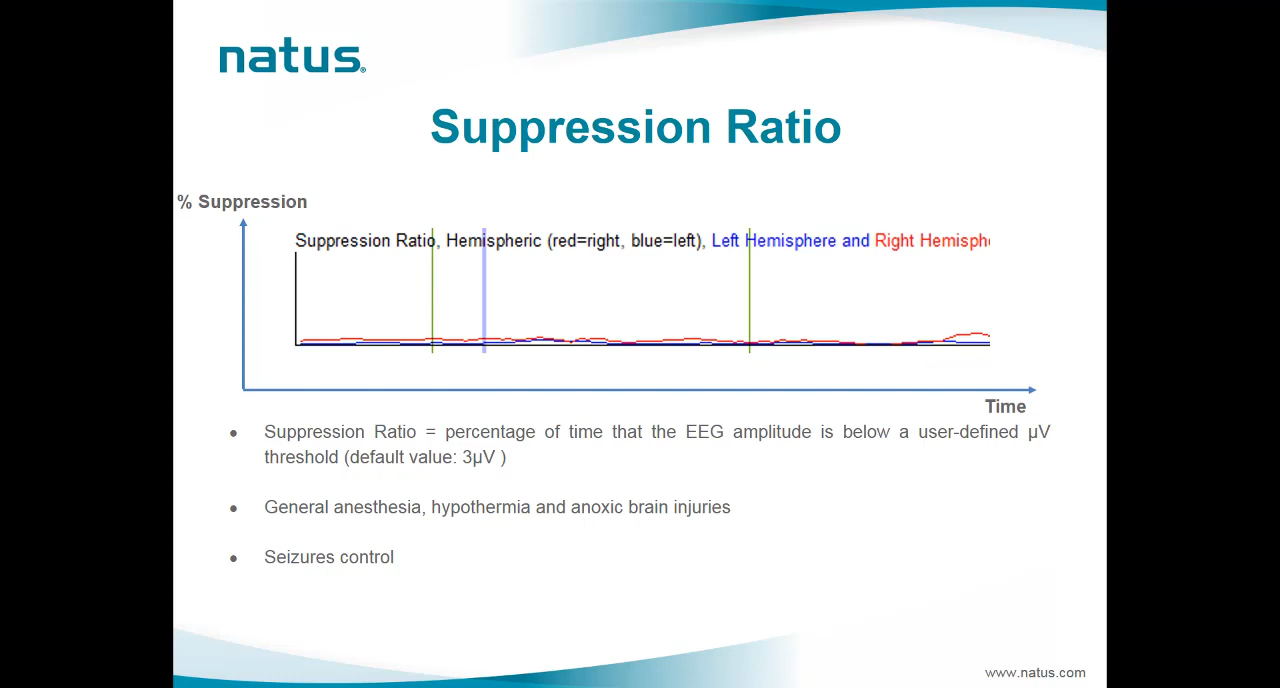 natus®
Suppression Ratio
% Suppression
Suppression Ratio, Hemispheric (red=right, blue=left), Left Hemisphere and Right Hemisph
Time
• Suppression Ratio = percentage of time that the EEG amplitude is below a user-defined µV
threshold (default value: 3µV )
• General anesthesia, hypothermia and anoxic brain injuries
• Seizures control
www.natus.com